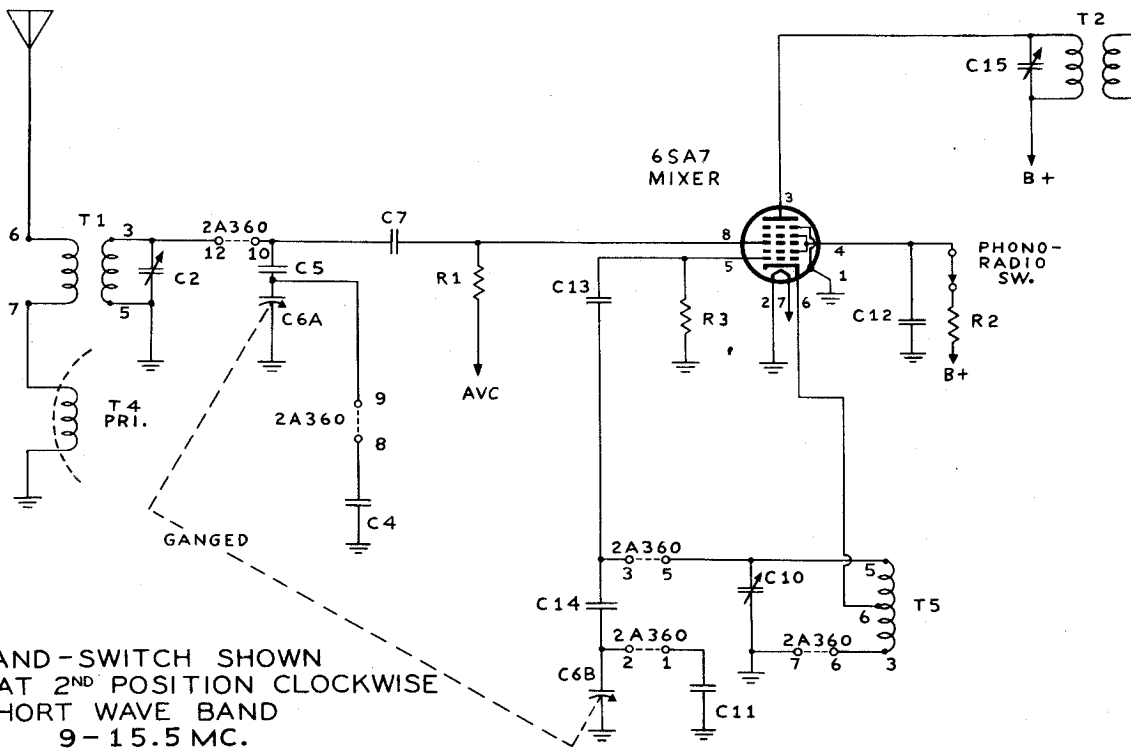 T2
C15
B+
6SA7
MIXER
3
8
5
4
1
2
7
6
PHONO-
RADIO
SW.
C12
R2
B+
6
7
T1
3
5
C2
2A360
12
10
C5
C6A
C7
R1
AVC
C13
R3
T4
PRI.
9
2A360
8
C4
GANGED
2A360
3
5
C10
5
6
3
T5
C14
2A360
2
1
2A360
7
6
C6B
C11
AND-SWITCH SHOWN
AT 2ND POSITION CLOCKWISE
HORT WAVE BAND
9-15.5 MC.